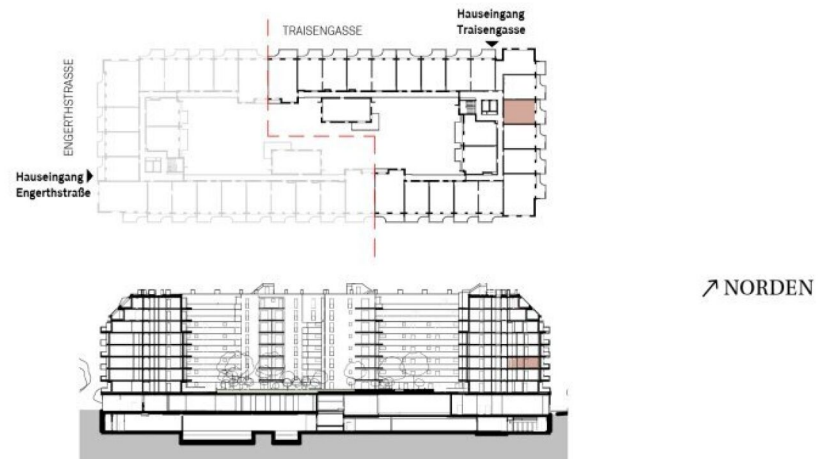 Hauseingang
Traisengasse
TRAISENGASSE
ENGERTHSTRASSE
Hauseingang
Engerthstraße
NORDEN